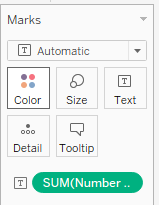 Marks
Automatic
Color Size Text
Detail Tooltip
SUM(Number ..